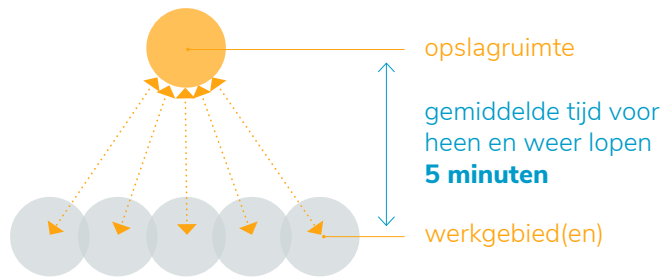 opslagruimte
gemiddelde tijd voor
heen en weer lopen
5 minuten
werkgebied(en)